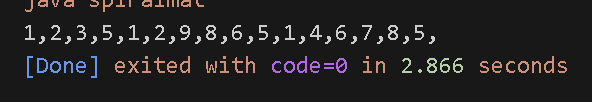 java spiralmat
1,2,3,5,1,2,9,8,6,5,1,4,6,7,8,5,
[Done] exited with code=0 in 2.866 seconds